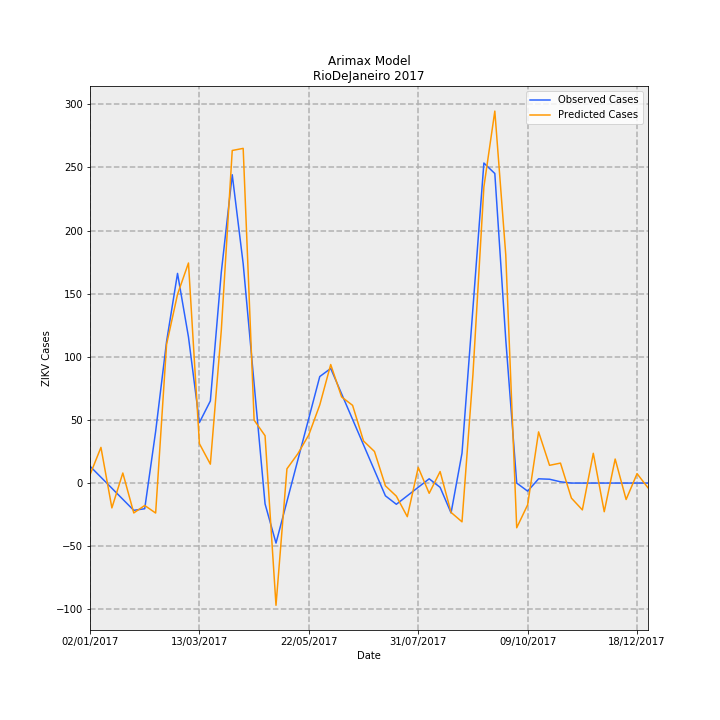 Arimax Model
RioDeJaneiro 2017
Observed Cases
Predicted Cases
300
250
200
150
100
50
0
−50
−100
ZIKV Cases
02/01/2017 13/03/2017 22/05/2017 31/07/2017 09/10/2017 18/12/2017
Date